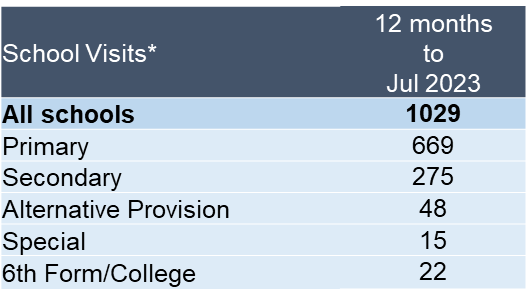 School Visits*
12 months
to
Jul 2023
All schools 1029
Primary 669
Secondary 275
Alternative Provision 48
Special 15
6th Form/College 22